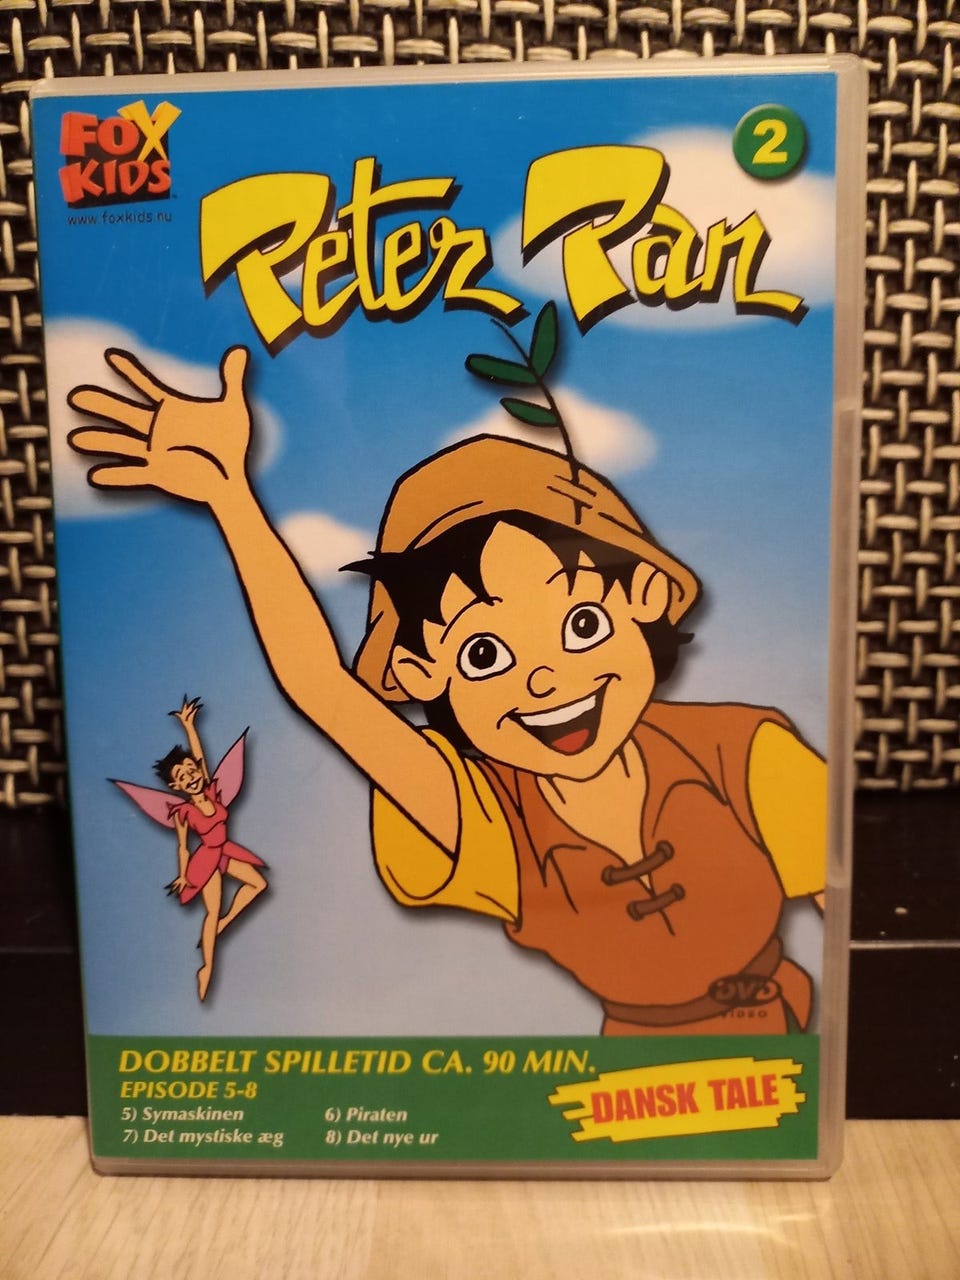 FOX
KIDS
www.foxkids.nu
2
Peter Pan
DVD
VIDEO
DOBBELT SPILLETID CA. 90 MIN.
EPISODE 5-8
5) Symaskinen
6) Piraten
7) Det mystiske æg
8) Det nye ur
DANSK TALE